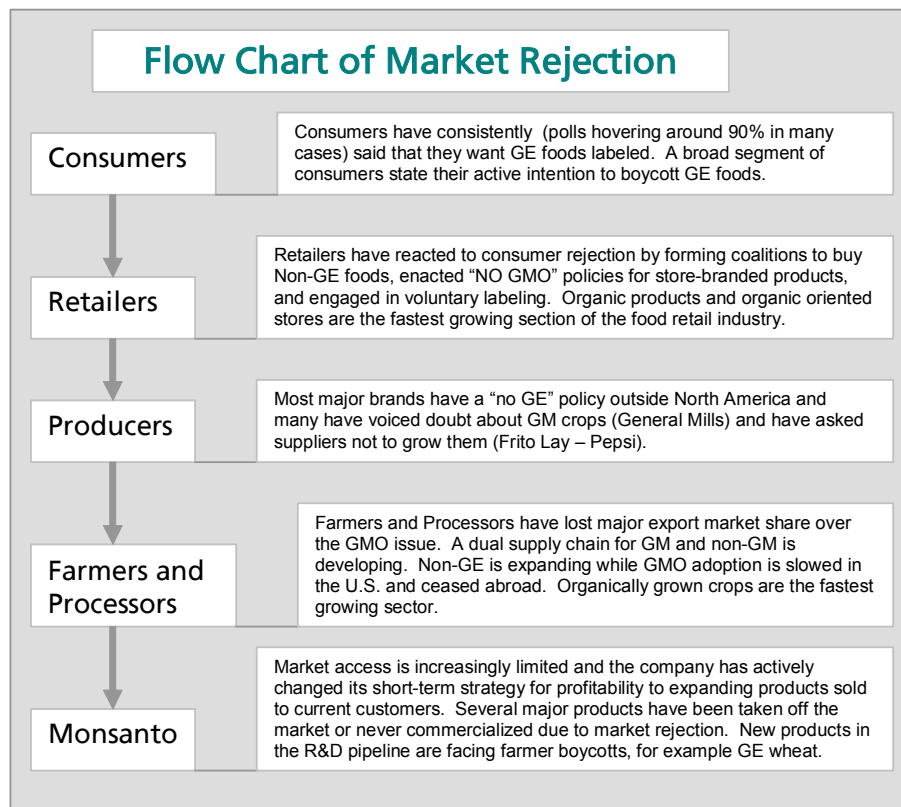 Flow Chart of Market Rejection
Consumers
Consumers have consistently (polls hovering around 90% in many
cases) said that they want GE foods labeled. A broad segment of
consumers state their active intention to boycott GE foods.
Retailers
Retailers have reacted to consumer rejection by forming coalitions to buy
Non-GE foods, enacted “NO GMO” policies for store-branded products,
and engaged in voluntary labeling. Organic products and organic oriented
stores are the fastest growing section of the food retail industry.
Producers
Most major brands have a “no GE” policy outside North America and
many have voiced doubt about GM crops (General Mills) and have asked
suppliers not to grow them (Frito Lay – Pepsi).
Farmers and
Processors
Farmers and Processors have lost major export market share over
the GMO issue. A dual supply chain for GM and non-GM is
developing. Non-GE is expanding while GMO adoption is slowed in
the U.S. and ceased abroad. Organically grown crops are the fastest
growing sector.
Monsanto
Market access is increasingly limited and the company has actively
changed its short-term strategy for profitability to expanding products sold
to current customers. Several major products have been taken off the
market or never commercialized due to market rejection. New products in
the R&D pipeline are facing farmer boycotts, for example GE wheat.